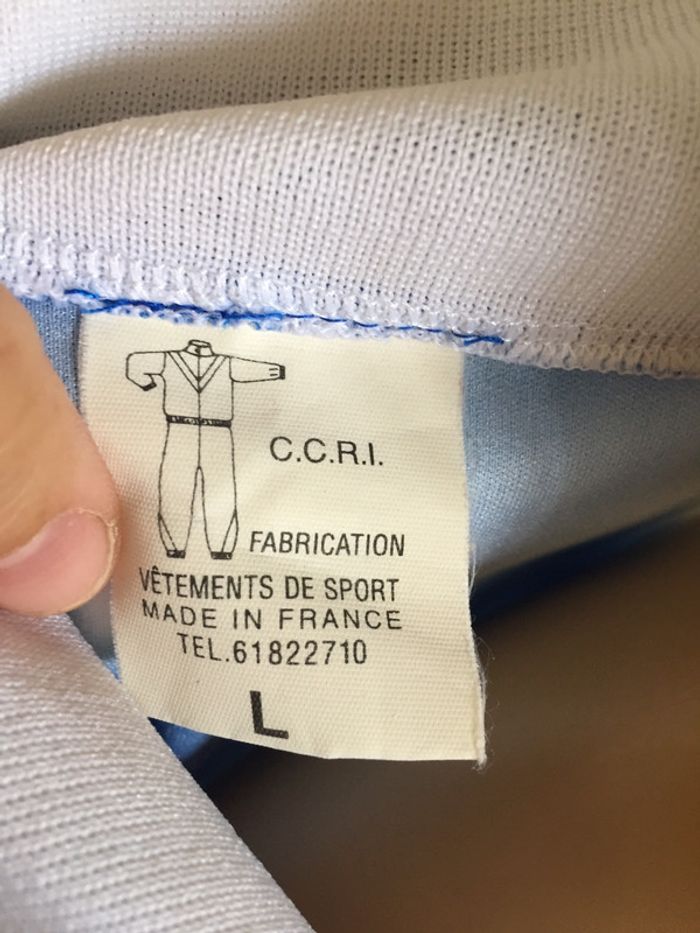 C.C.R.I.
FABRICATION
VÊTEMENTS DE SPORT
MADE IN FRANCE
TEL.61822710
L